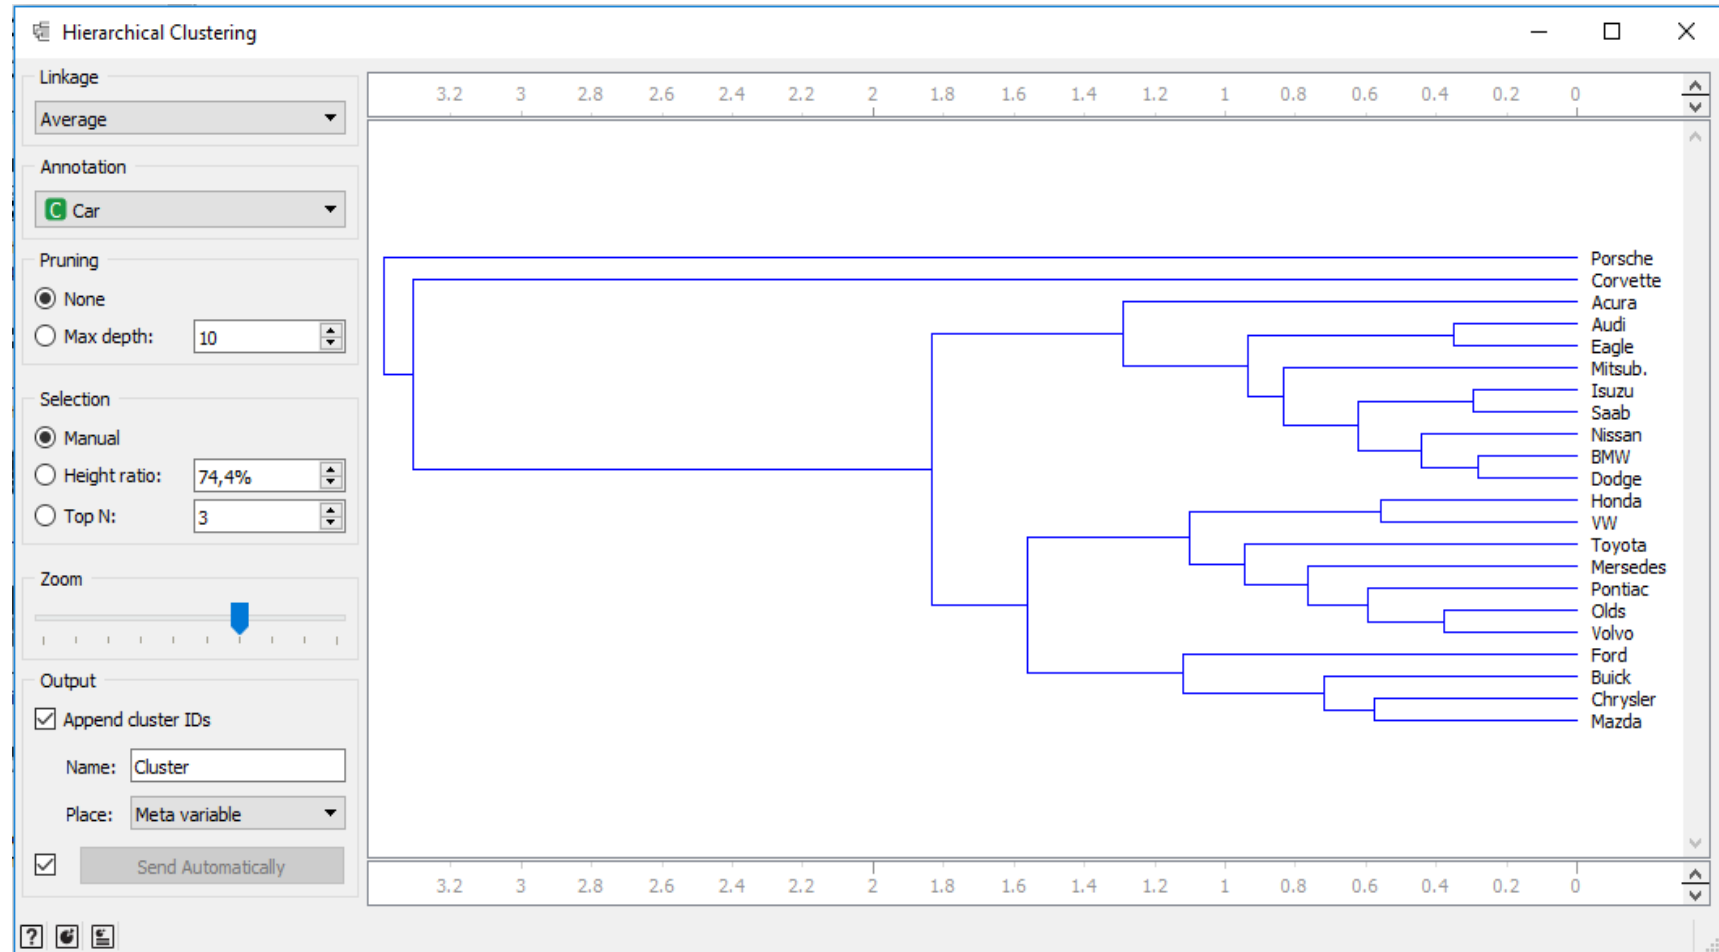 Hierarchical Clustering
Linkage
Average
Annotation
C Car
Pruning
None
Max depth: 10
Selection
Manual
Height ratio: 74,4%
Top N: 3
Zoom
Output
Append cluster IDs
Name: Cluster
Place: Meta variable
Send Automatically
3.2 3 2.8 2.6 2.4 2.2 2 1.8 1.6 1.4 1.2 1 0.8 0.6 0.4 0.2 0
Porsche
Corvette
Acura
Audi
Eagle
Mitsub.
Isuzu
Saab
Nissan
BMW
Dodge
Honda
VW
Toyota
Mersedes
Pontiac
Olds
Volvo
Ford
Buick
Chrysler
Mazda
3.2 3 2.8 2.6 2.4 2.2 2 1.8 1.6 1.4 1.2 1 0.8 0.6 0.4 0.2 0
?